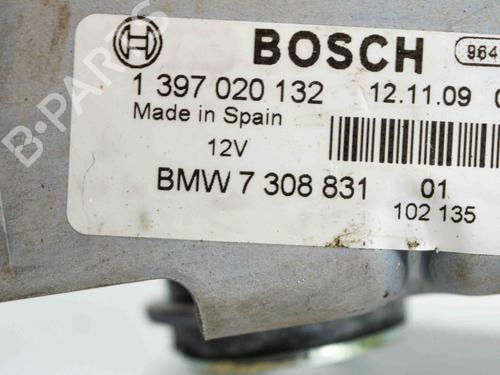 BOSCH 964
1 397 020 132 12.11.09
Made in Spain
12V
BMW 7 308 831 01
102 135
B-PARTS